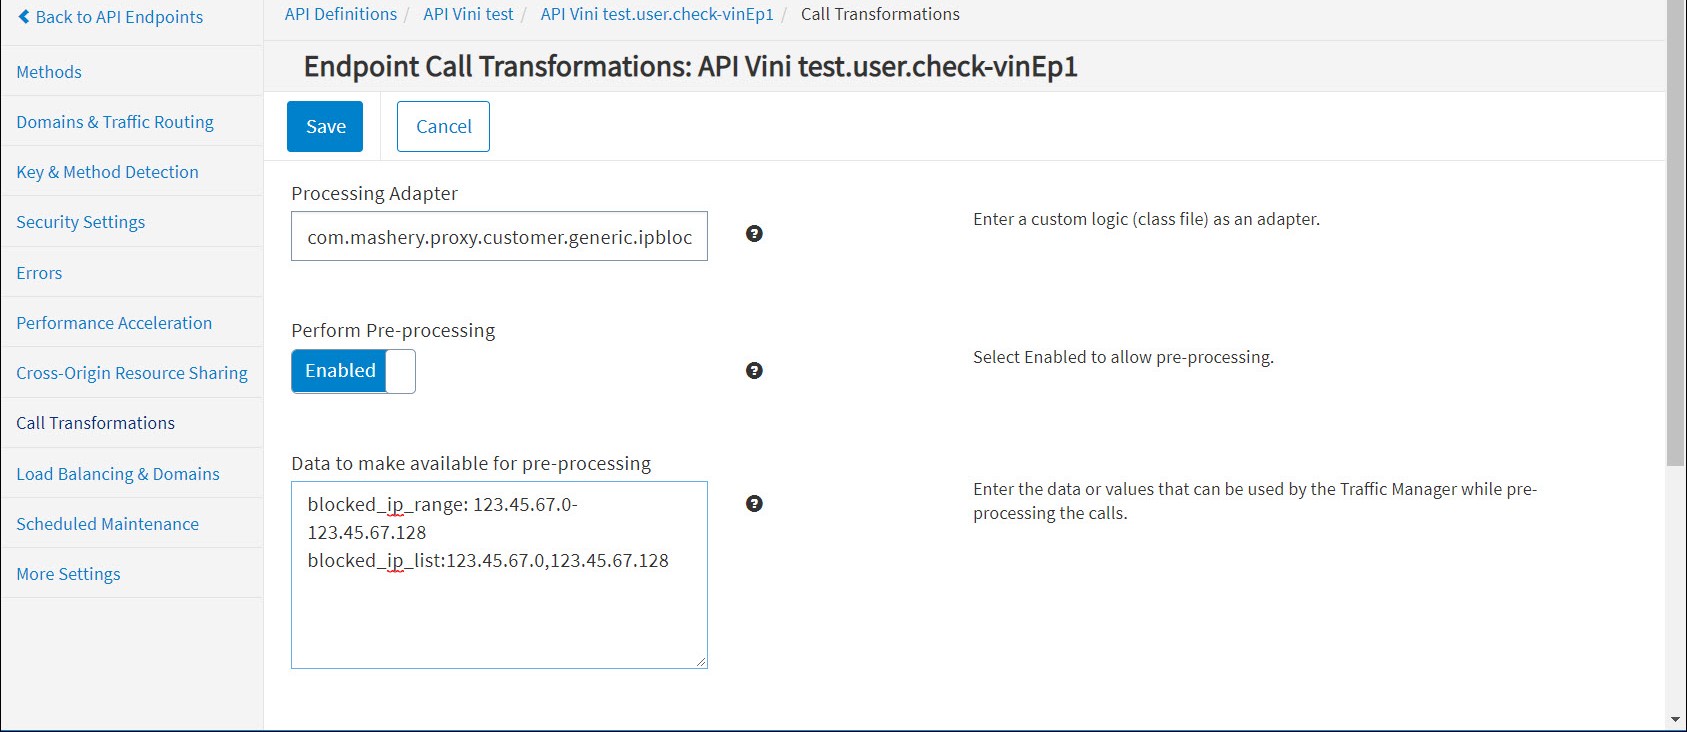 Back to API Endpoints
API Definitions / API Vini test / API Vini test.user.check-vinEp1 / Call Transformations
Endpoint Call Transformations: API Vini test.user.check-vinEp1
Methods
Domains & Traffic Routing
Key & Method Detection
Security Settings
Errors
Performance Acceleration
Cross-Origin Resource Sharing
Call Transformations
Load Balancing & Domains
Scheduled Maintenance
More Settings
Save
Cancel
Processing Adapter
com.mashery.proxy.customer.generic.ipbloc
?
Enter a custom logic (class file) as an adapter.
Perform Pre-processing
Enabled
?
Select Enabled to allow pre-processing.
Data to make available for pre-processing
blocked_ip_range: 123.45.67.0-
123.45.67.128
blocked_ip_list:123.45.67.0,123.45.67.128
?
Enter the data or values that can be used by the Traffic Manager while pre-
processing the calls.